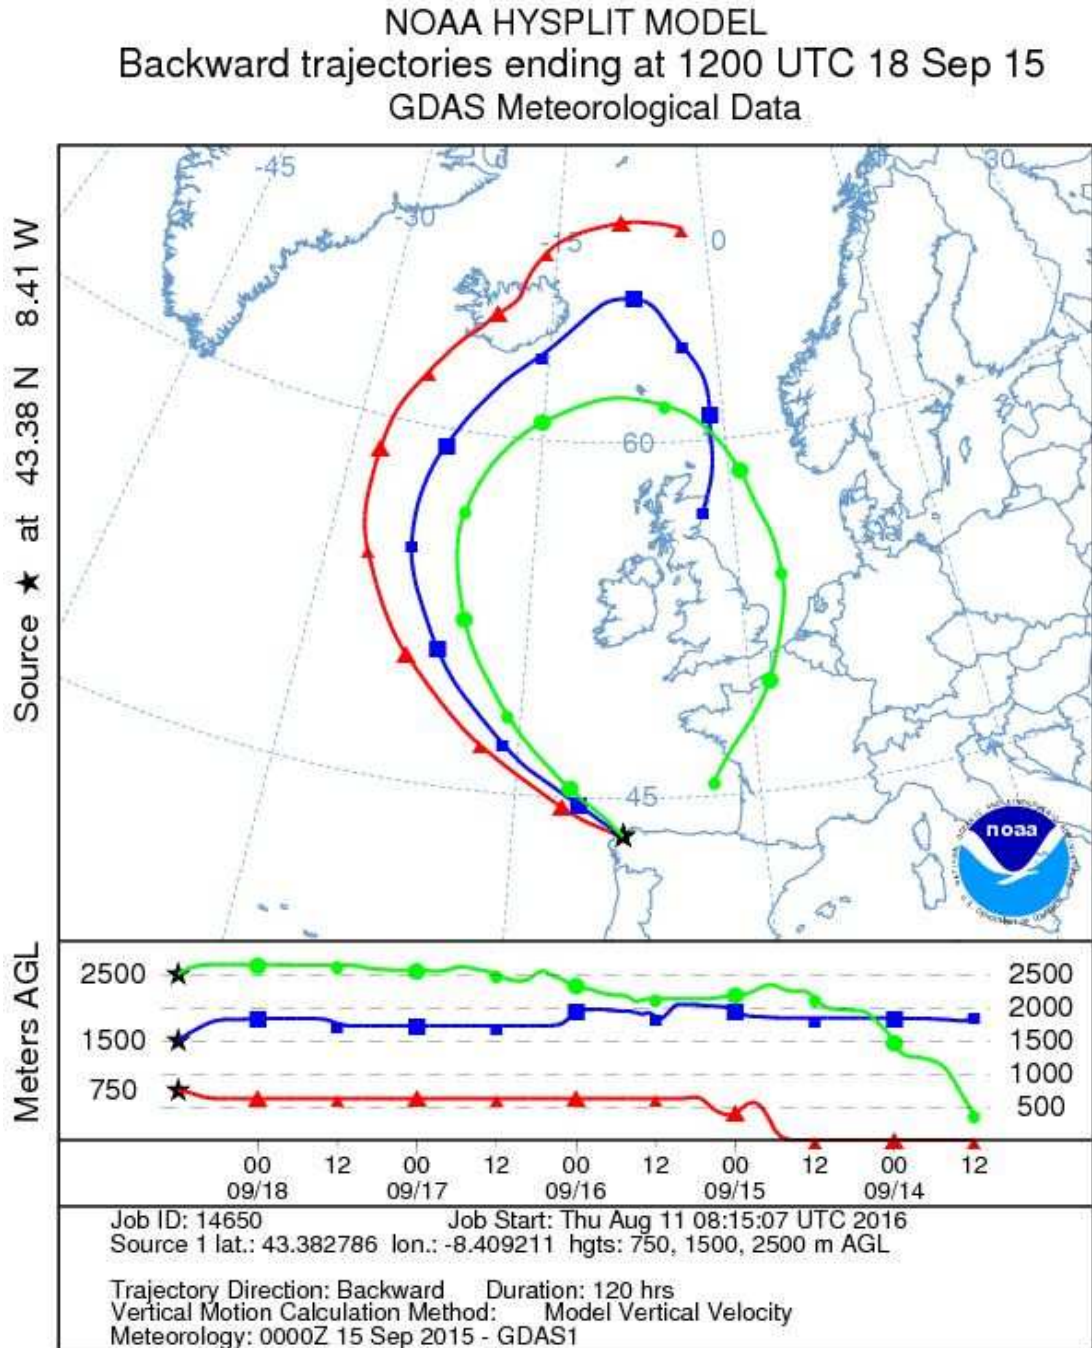 NOAA HYSPLIT MODEL
Backward trajectories ending at 1200 UTC 18 Sep 15
GDAS Meteorological Data
Source ★ at 43.38 N 8.41 W
-45
-30
-15
0
30
60
45
noaa
Meters AGL
2500
1500
750
2500
2000
1500
1000
500
00 12 00 12 00 12 00 12 00 12
09/18 09/17 09/16 09/15 09/14
Job ID: 14650 Job Start: Thu Aug 11 08:15:07 UTC 2016
Source 1 lat.: 43.382786 lon.: -8.409211 hgts: 750, 1500, 2500 m AGL
Trajectory Direction: Backward Duration: 120 hrs
Vertical Motion Calculation Method: Model Vertical Velocity
Meteorology: 0000Z 15 Sep 2015 - GDAS1